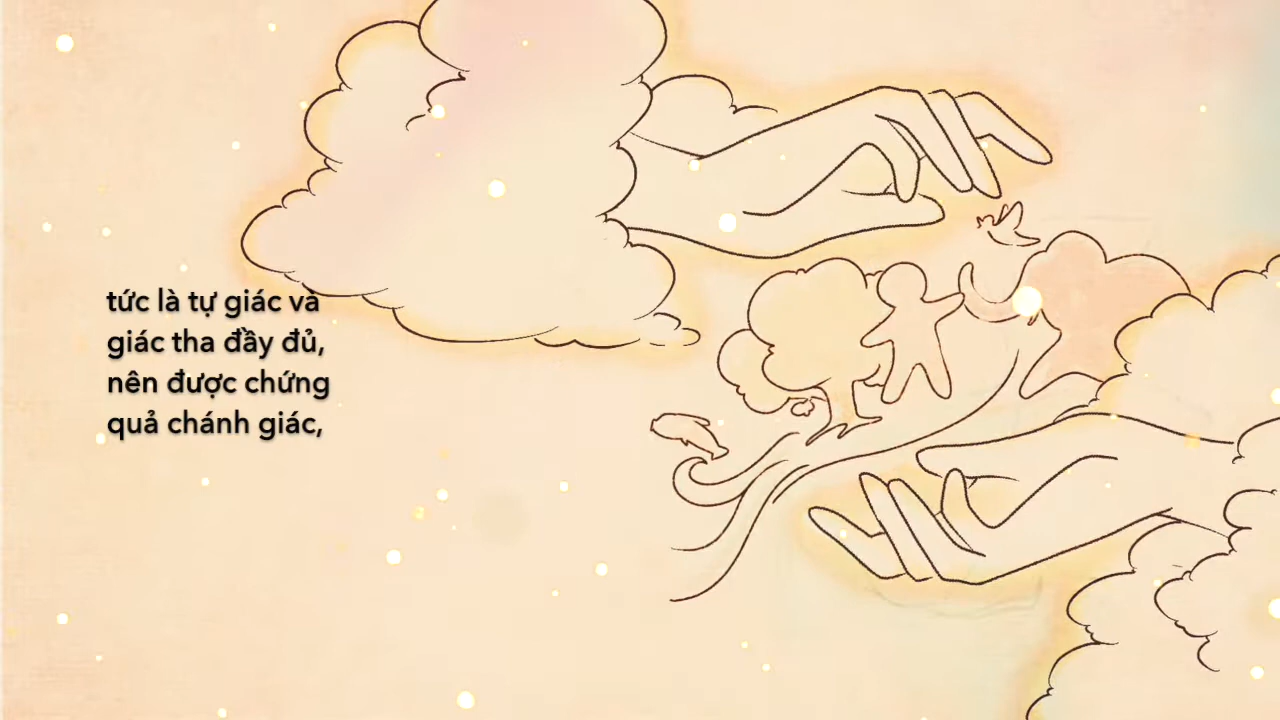 tức là tự giác và
giác tha đầy đủ,
nên được chứng
quả chánh giác,